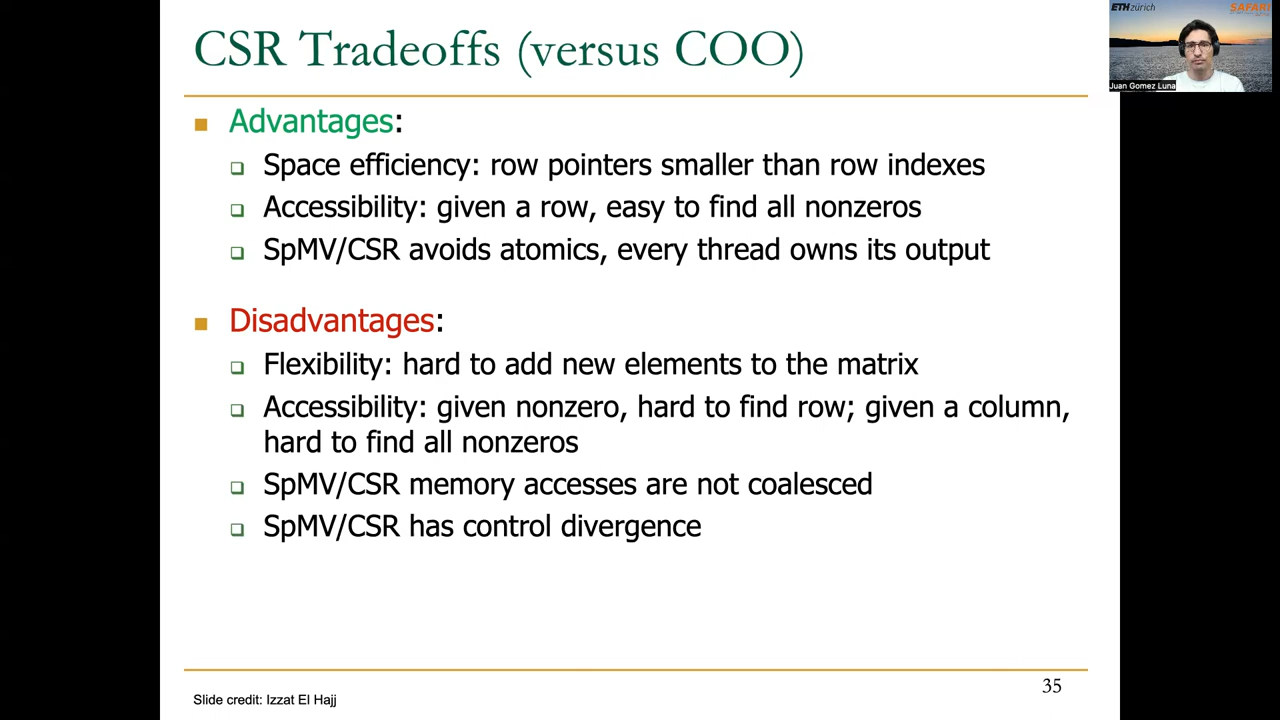 CSR Tradeoffs (versus COO)
ETH zürich
SAFARI
Juan Gomez Luna
Advantages:
Space efficiency: row pointers smaller than row indexes
Accessibility: given a row, easy to find all nonzeros
SpMV/CSR avoids atomics, every thread owns its output
Disadvantages:
Flexibility: hard to add new elements to the matrix
Accessibility: given nonzero, hard to find row; given a column,
hard to find all nonzeros
SpMV/CSR memory accesses are not coalesced
SpMV/CSR has control divergence
Slide credit: Izzat El Hajj
35